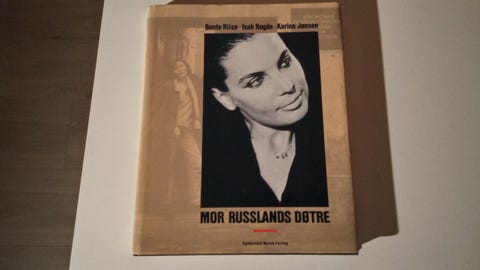 Bente Riise · Isak Rogde · Karina Jensen
MOR RUSSLANDS DØTRE
Gyldendal Norsk Forlag